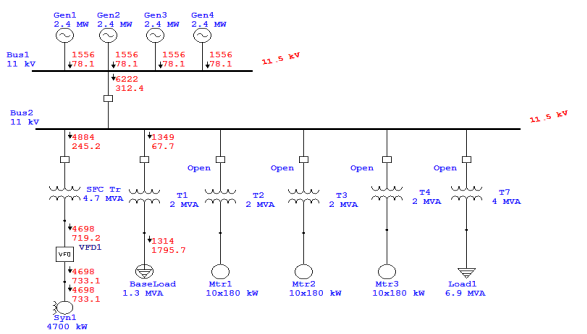 Gen1 Gen2 Gen3 Gen4
2.4 MW 2.4 MW 2.4 MW 2.4 MW
Bus1
11 kV
1556 1556 1556 1556
78.1 78.1 78.1 78.1
11.5 kV
6222
312.4
Bus2
11 kV
11.5 kV
4884 1349
245.2 67.7
Open Open Open Open
SFC Tr
4.7 MVA
T1 T2 T3 T4 T7
2 MVA 2 MVA 2 MVA 2 MVA 4 MVA
4698
719.2
1314
1795.7
VFD1
VFD
4698
733.1
4698
733.1
BaseLoad Mtr1 Mtr2 Mtr3 Load1
1.3 MVA 10x180 kW 10x180 kW 10x180 kW 6.9 MVA
Syn1
4700 kW